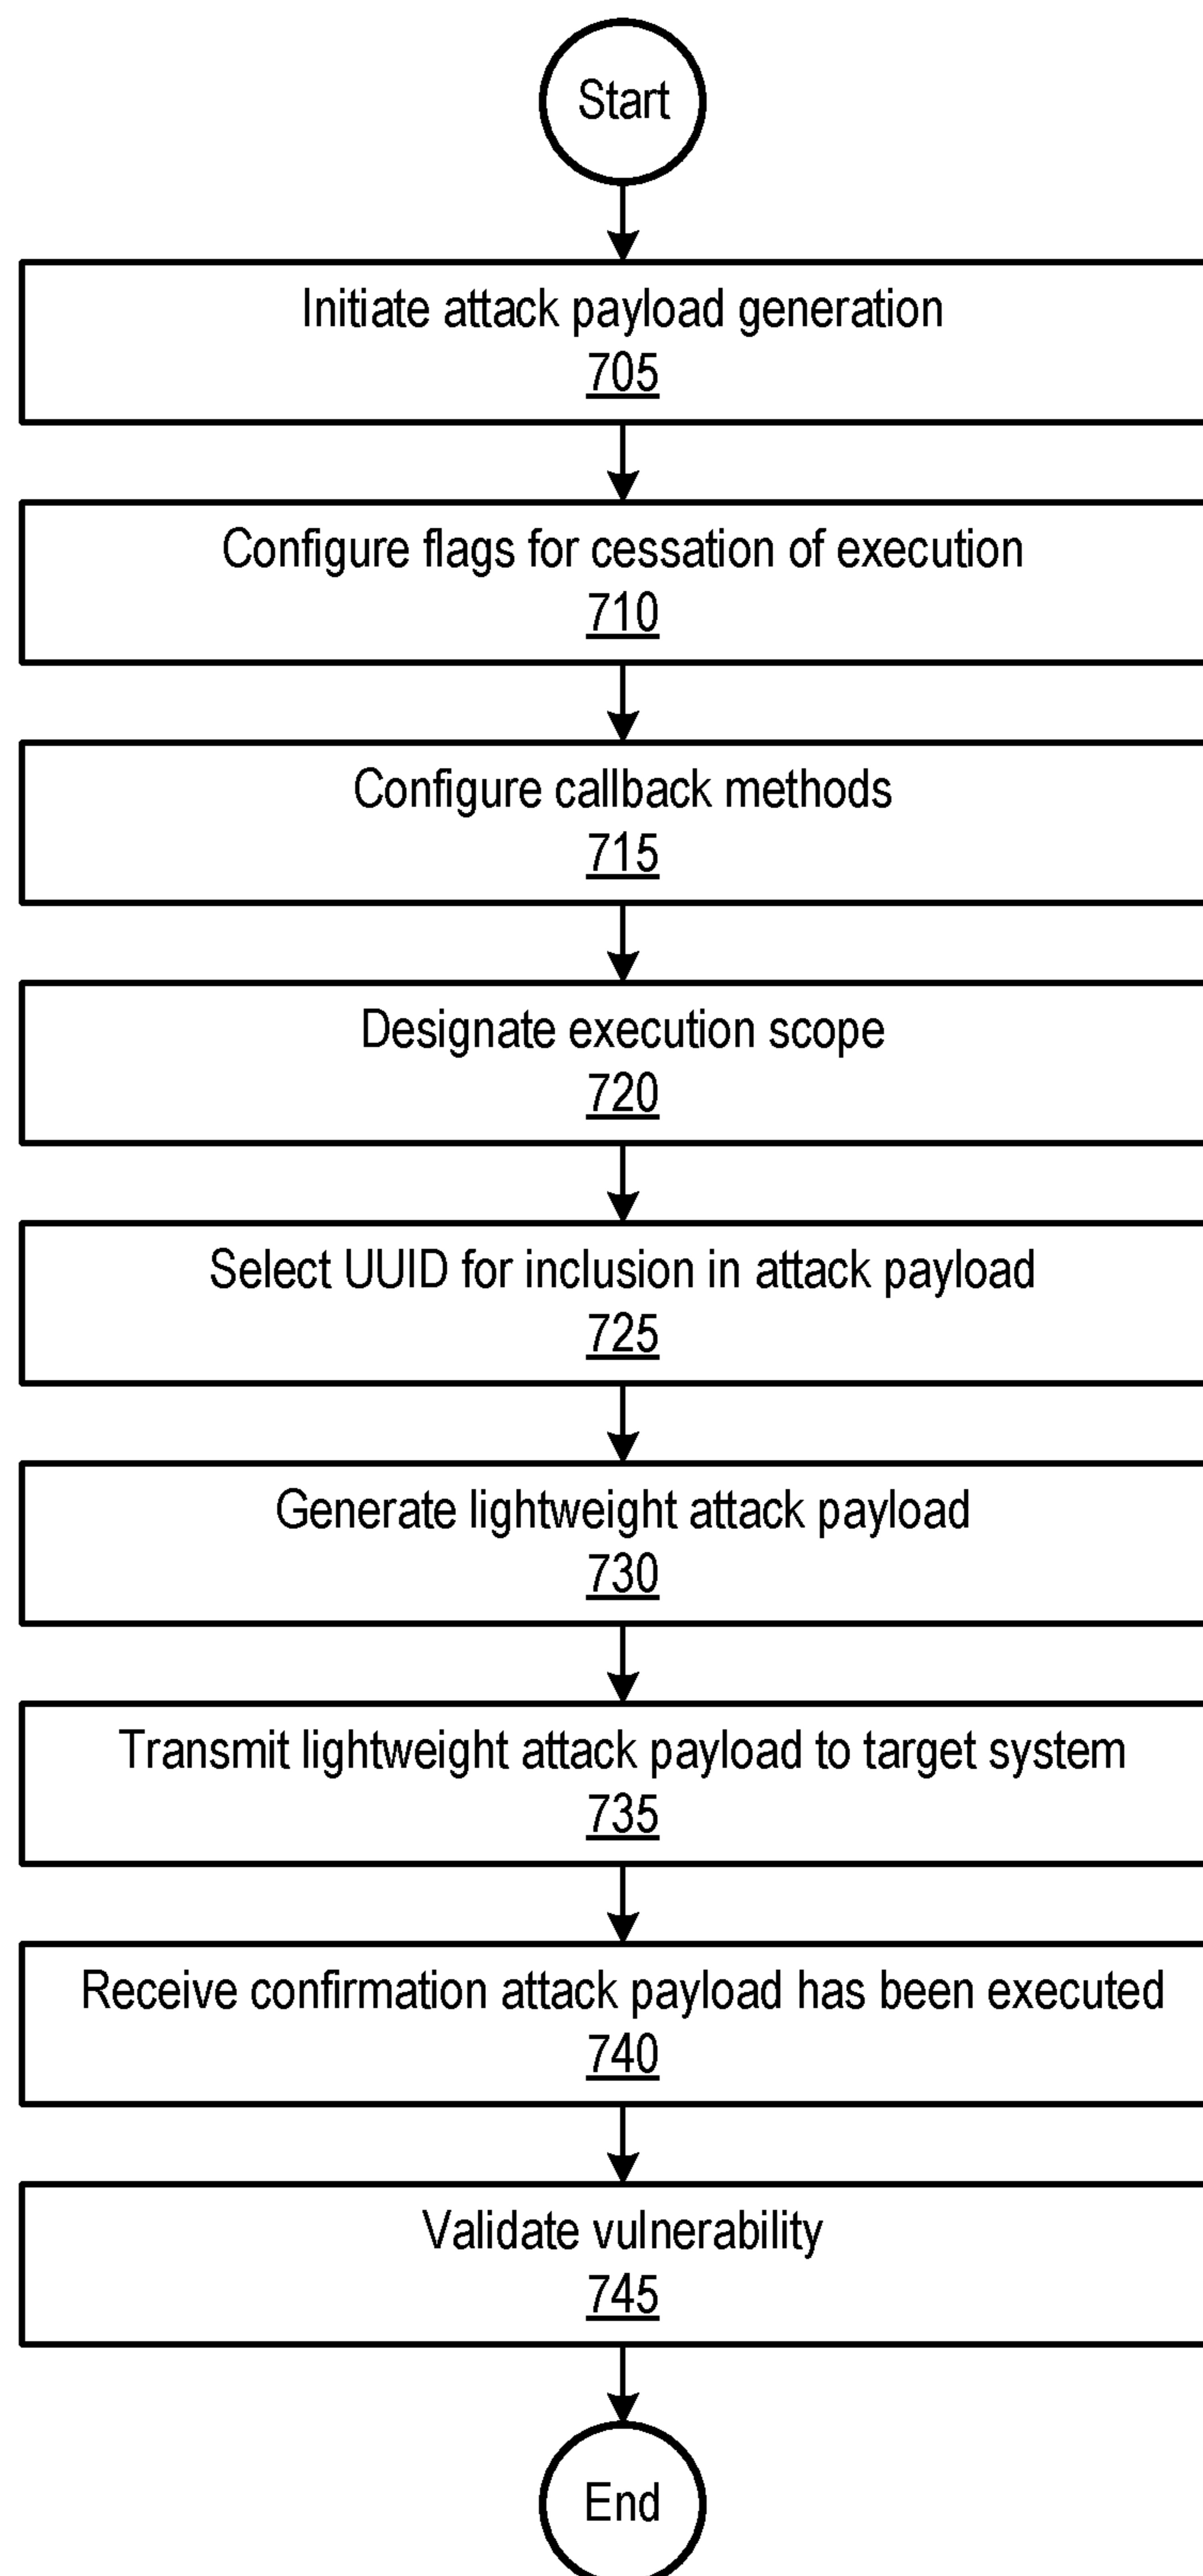 Start
Initiate attack payload generation
705
Configure flags for cessation of execution
710
Configure callback methods
715
Designate execution scope
720
Select UUID for inclusion in attack payload
725
Generate lightweight attack payload
730
Transmit lightweight attack payload to target system
735
Receive confirmation attack payload has been executed
740
Validate vulnerability
745
End